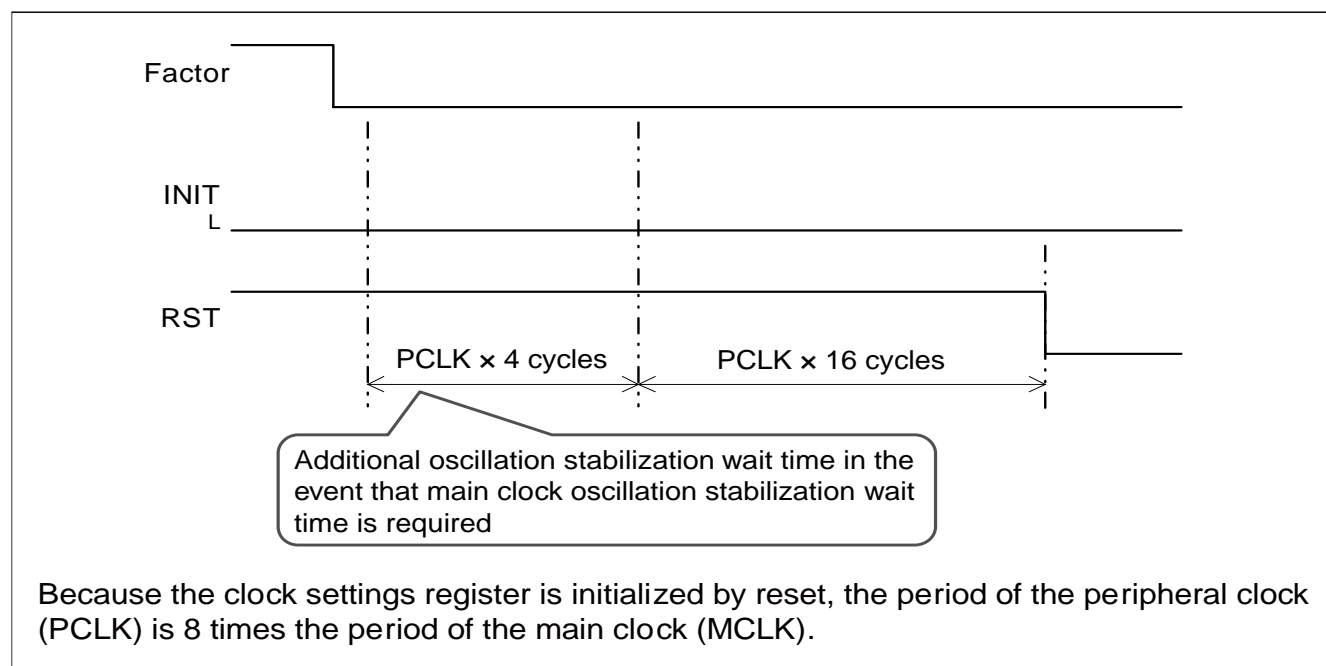 Factor
INIT
L
RST
PCLK × 4 cycles
PCLK × 16 cycles
Additional oscillation stabilization wait time in the
event that main clock oscillation stabilization wait
time is required
Because the clock settings register is initialized by reset, the period of the peripheral clock
(PCLK) is 8 times the period of the main clock (MCLK).